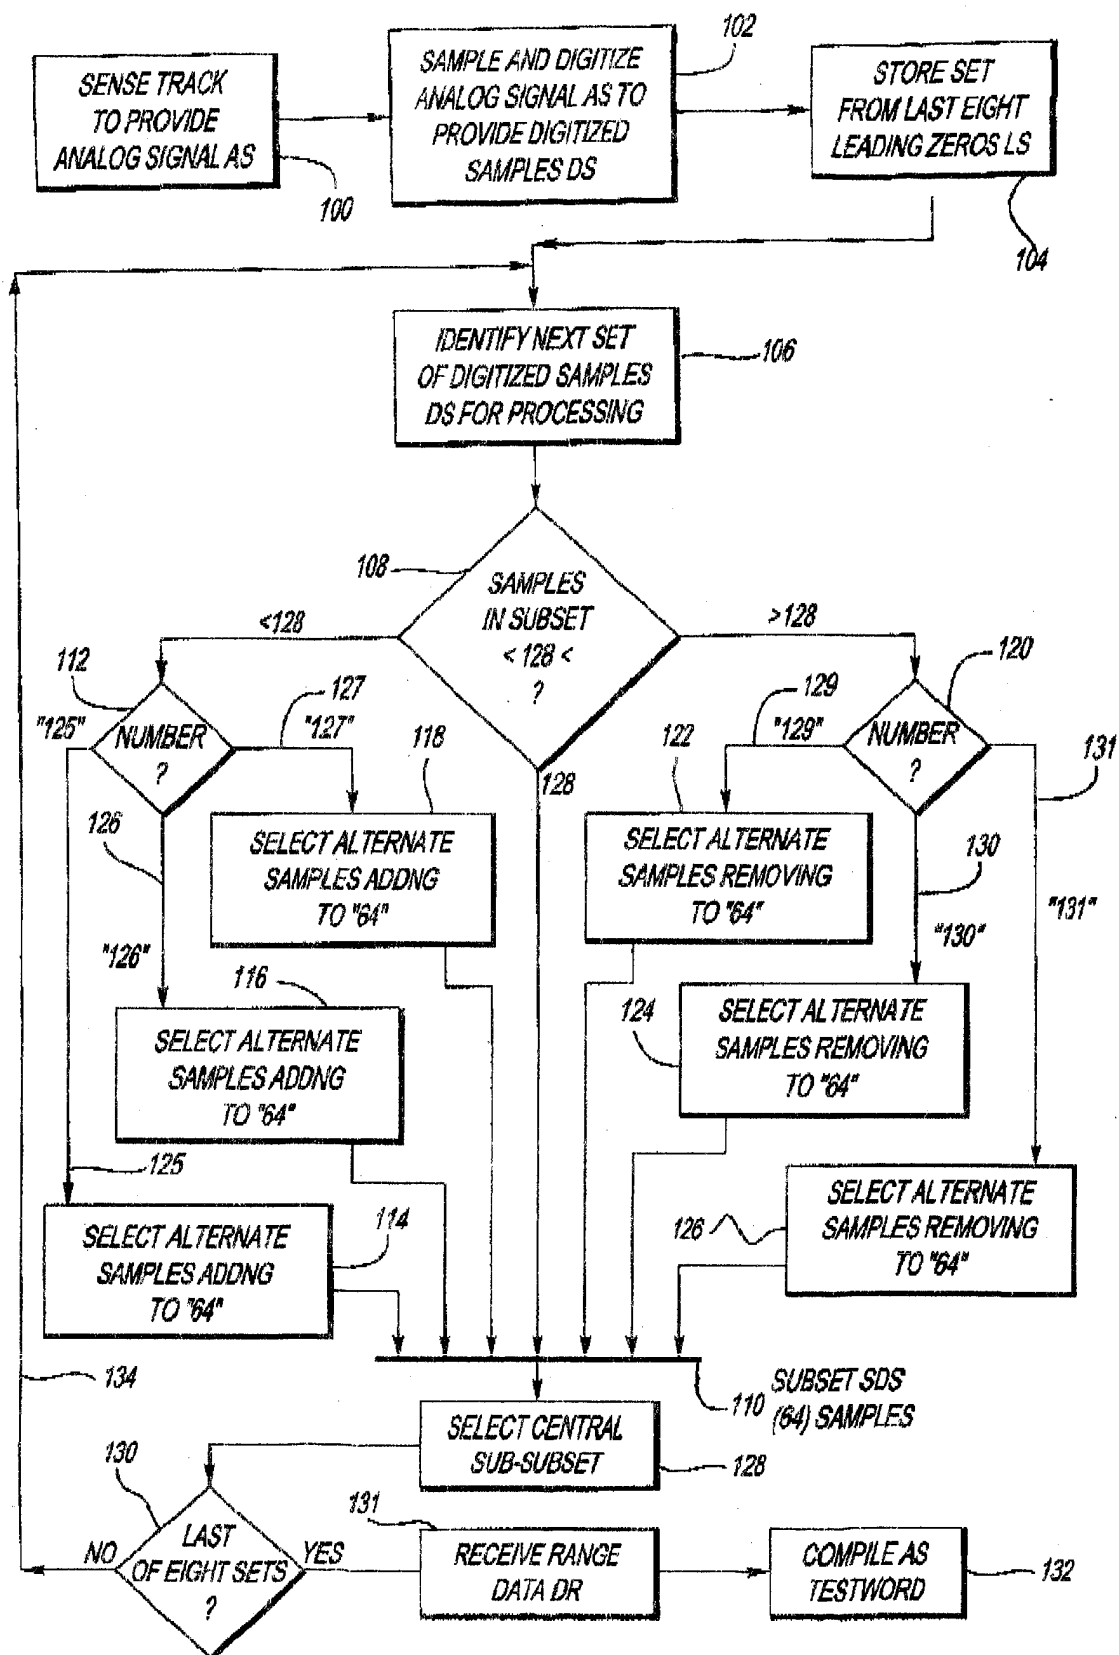 SENSE TRACK
TO PROVIDE
ANALOG SIGNAL AS
100
SAMPLE AND DIGITIZE
ANALOG SIGNAL AS TO
PROVIDE DIGITIZED
SAMPLES DS
102
STORE SET
FROM LAST EIGHT
LEADING ZEROS LS
104
IDENTIFY NEXT SET
OF DIGITIZED SAMPLES
DS FOR PROCESSING
106
108
SAMPLES
IN SUBSET
< 128 <
?
<128
>128
128
112
"125"
NUMBER
?
127
"127"
126
"126"
118
SELECT ALTERNATE
SAMPLES ADDNG
TO "64"
116
SELECT ALTERNATE
SAMPLES ADDNG
TO "64"
125
SELECT ALTERNATE
SAMPLES ADDNG
TO "64"
114
120
NUMBER
?
129
"129"
131
"131"
130
"130"
122
SELECT ALTERNATE
SAMPLES REMOVING
TO "64"
124
SELECT ALTERNATE
SAMPLES REMOVING
TO "64"
126
SELECT ALTERNATE
SAMPLES REMOVING
TO "64"
134
110
SUBSET SDS
(64) SAMPLES
SELECT CENTRAL
SUB-SUBSET
128
130
LAST
OF EIGHT SETS
?
NO
YES
131
RECEIVE RANGE
DATA DR
COMPILE AS
TESTWORD
132